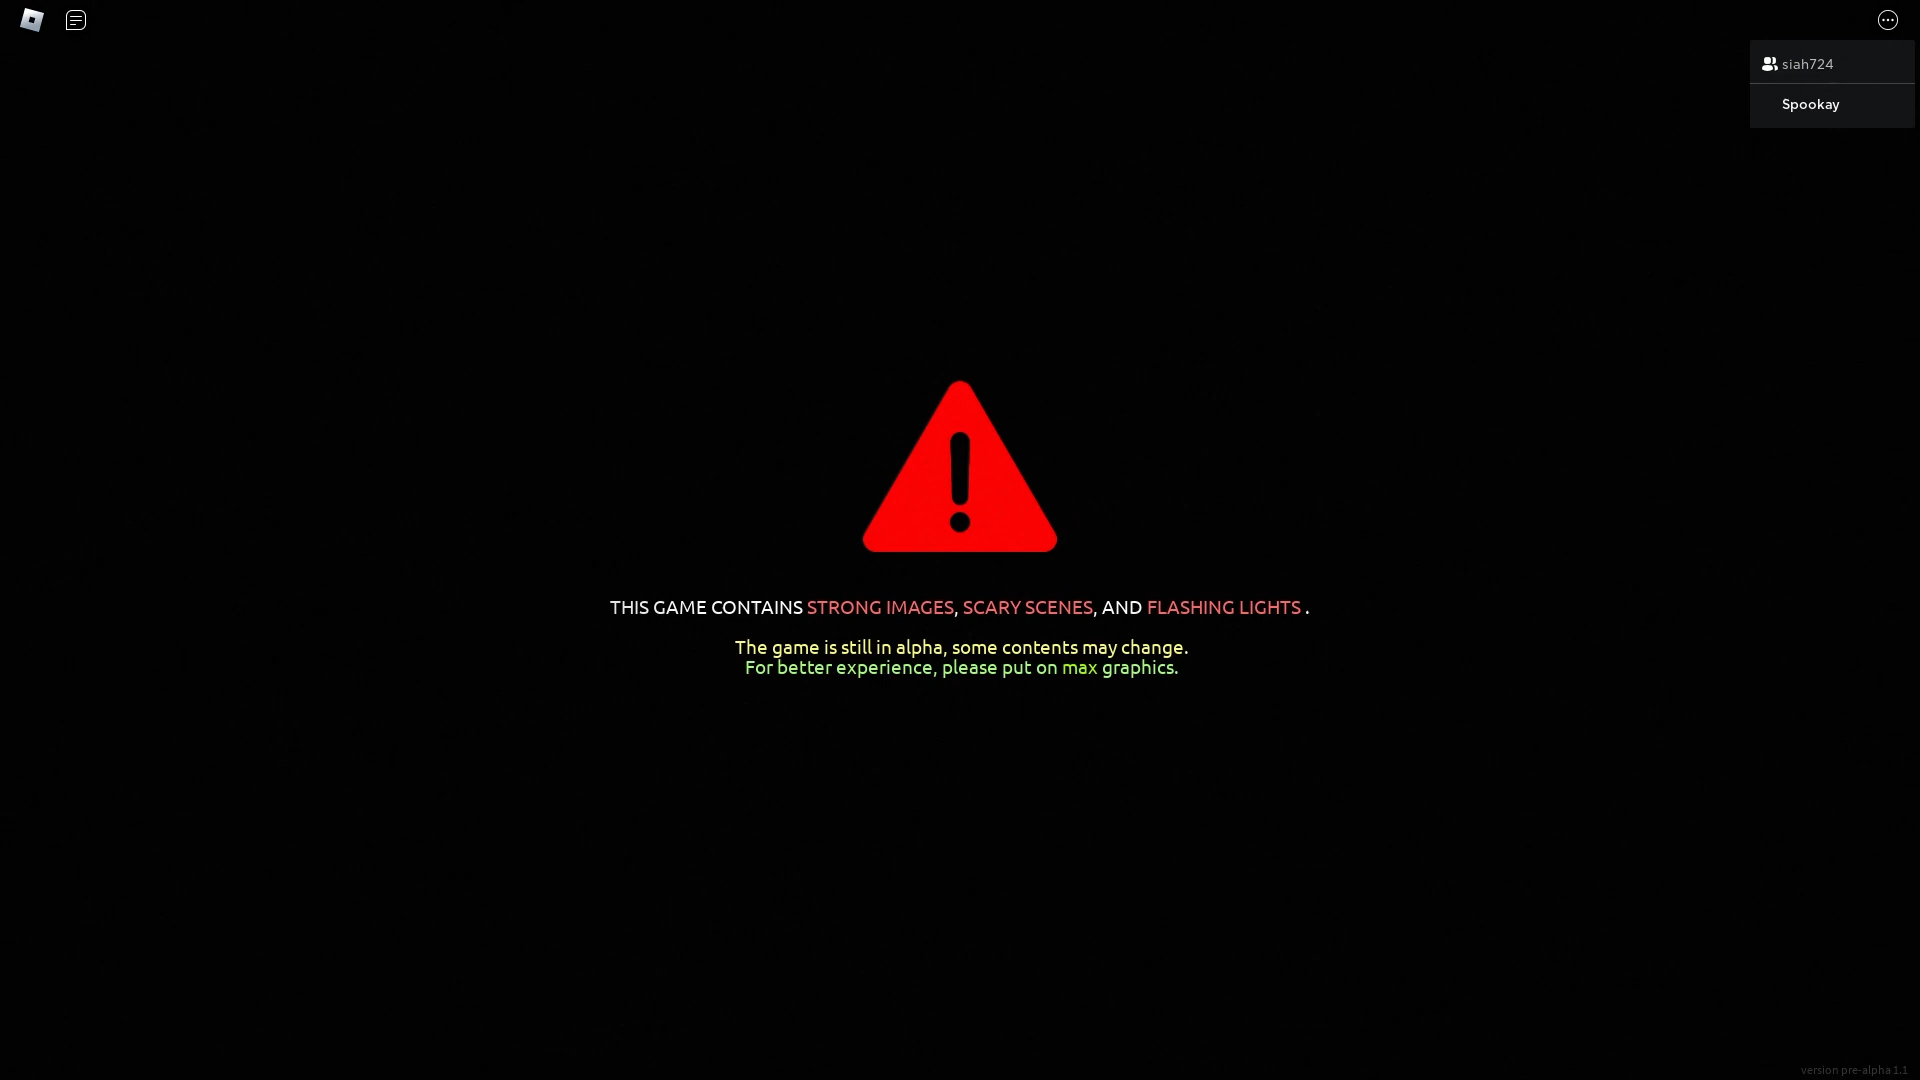 siah724
Spookay
THIS GAME CONTAINS STRONG IMAGES, SCARY SCENES, AND FLASHING LIGHTS .
The game is still in alpha, some contents may change.
For better experience, please put on max graphics.
version pre-alpha 1.1